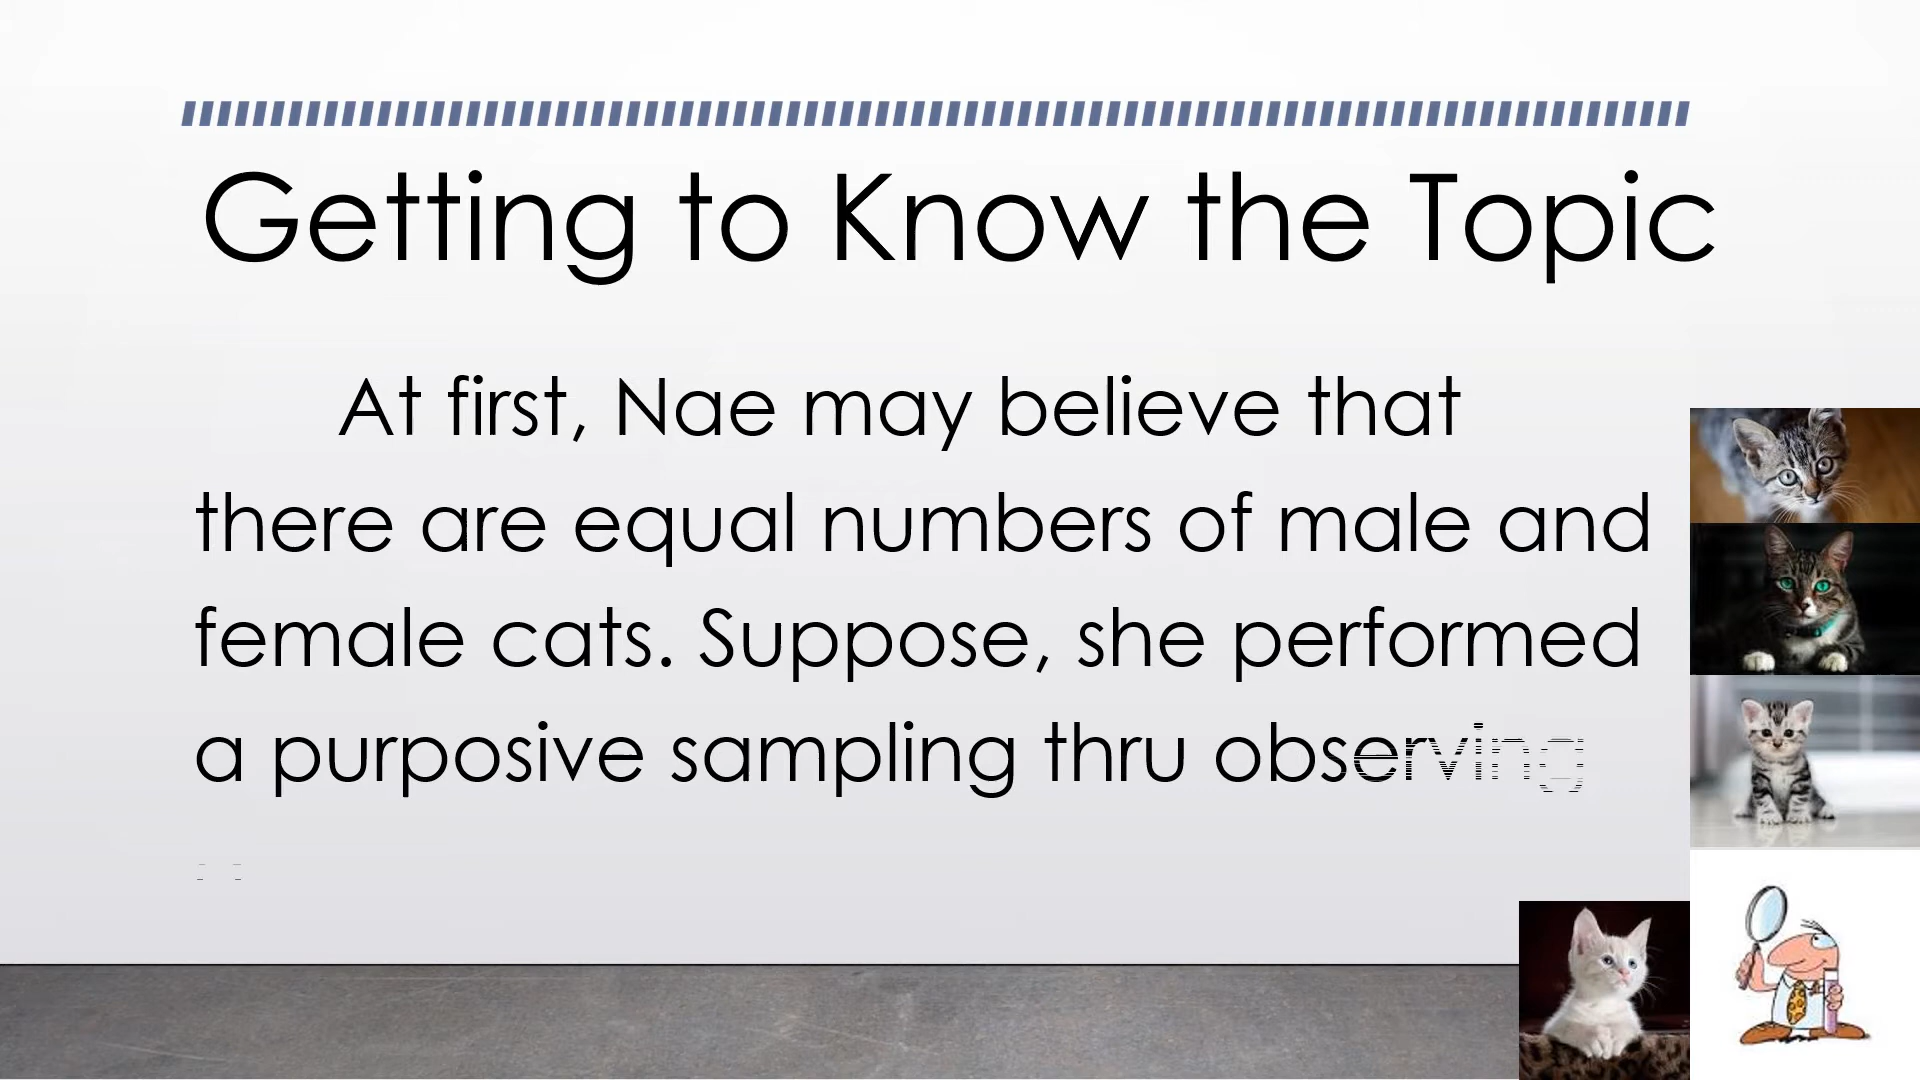 Getting to Know the Topic
At first, Nae may believe that
there are equal numbers of male and
female cats. Suppose, she performed
a purposive sampling thru observing